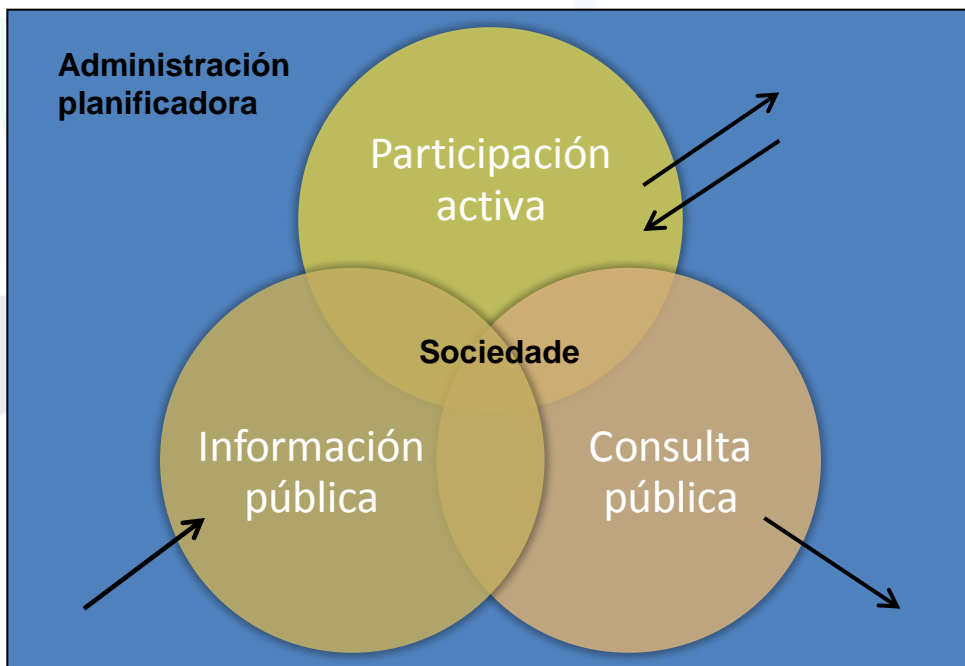 Administración
planificadora
Participación
activa
Sociedade
Información
pública
Consulta
pública